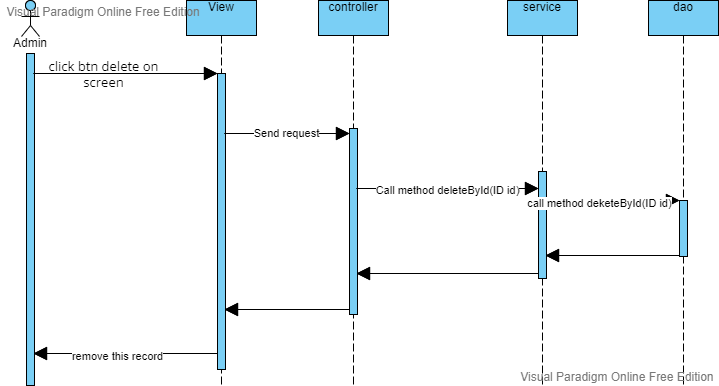 Visual Paradigm Online Free Edition
View
controller
service
dao
Admin
click btn delete on
screen
Send request
Call method deleteById(ID id)
call method deketeById(ID id)
remove this record
Visual Paradigm Online Free Edition